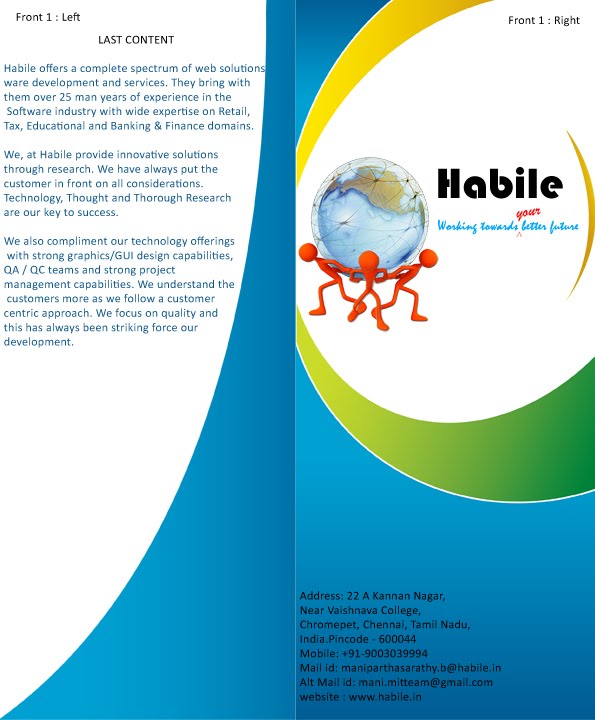 Front 1 : Left
LAST CONTENT
Habile offers a complete spectrum of web solutions
ware development and services. They bring with
them over 25 man years of experience in the
Software industry with wide expertise on Retail,
Tax, Educational and Banking & Finance domains.
We, at Habile provide innovative solutions
through research. We have always put the
customer in front on all considerations.
Technology, Thought and Thorough Research
are our key to success.
We also compliment our technology offerings
with strong graphics/GUI design capabilities,
QA / QC teams and strong project
management capabilities. We understand the
customers more as we follow a customer
centric approach. We focus on quality and
this has always been striking force our
development.
Front 1 : Right
Habile
your
Working towards ^ better future
Address: 22 A Kannan Nagar,
Near Vaishnava College,
Chromepet, Chennai, Tamil Nadu,
India.Pincode - 600044
Mobile: +91-9003039994
Mail id: maniparthasarathy.b@habile.in
Alt Mail id: mani.mitteam@gmail.com
website : www.habile.in